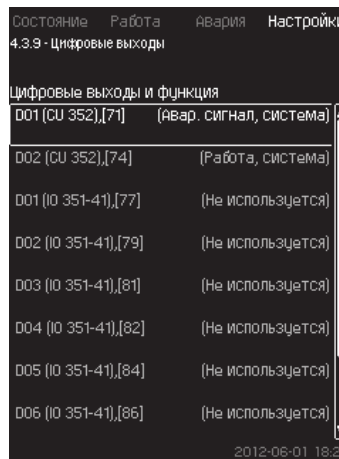 Состояние Работа Авария Настройки
4.3.9 - Цифровые выходы
Цифровые выходы и функция
DO1 (CU 352),[71] (Авар. сигнал, система)
DO2 (CU 352),[74] (Работа, система)
DO1 (IO 351-41),[77] (Не используется)
DO2 (IO 351-41),[79] (Не используется)
DO3 (IO 351-41),[81] (Не используется)
DO4 (IO 351-41),[82] (Не используется)
DO5 (IO 351-41),[84] (Не используется)
DO6 (IO 351-41),[86] (Не используется)
2012-06-01 18:2